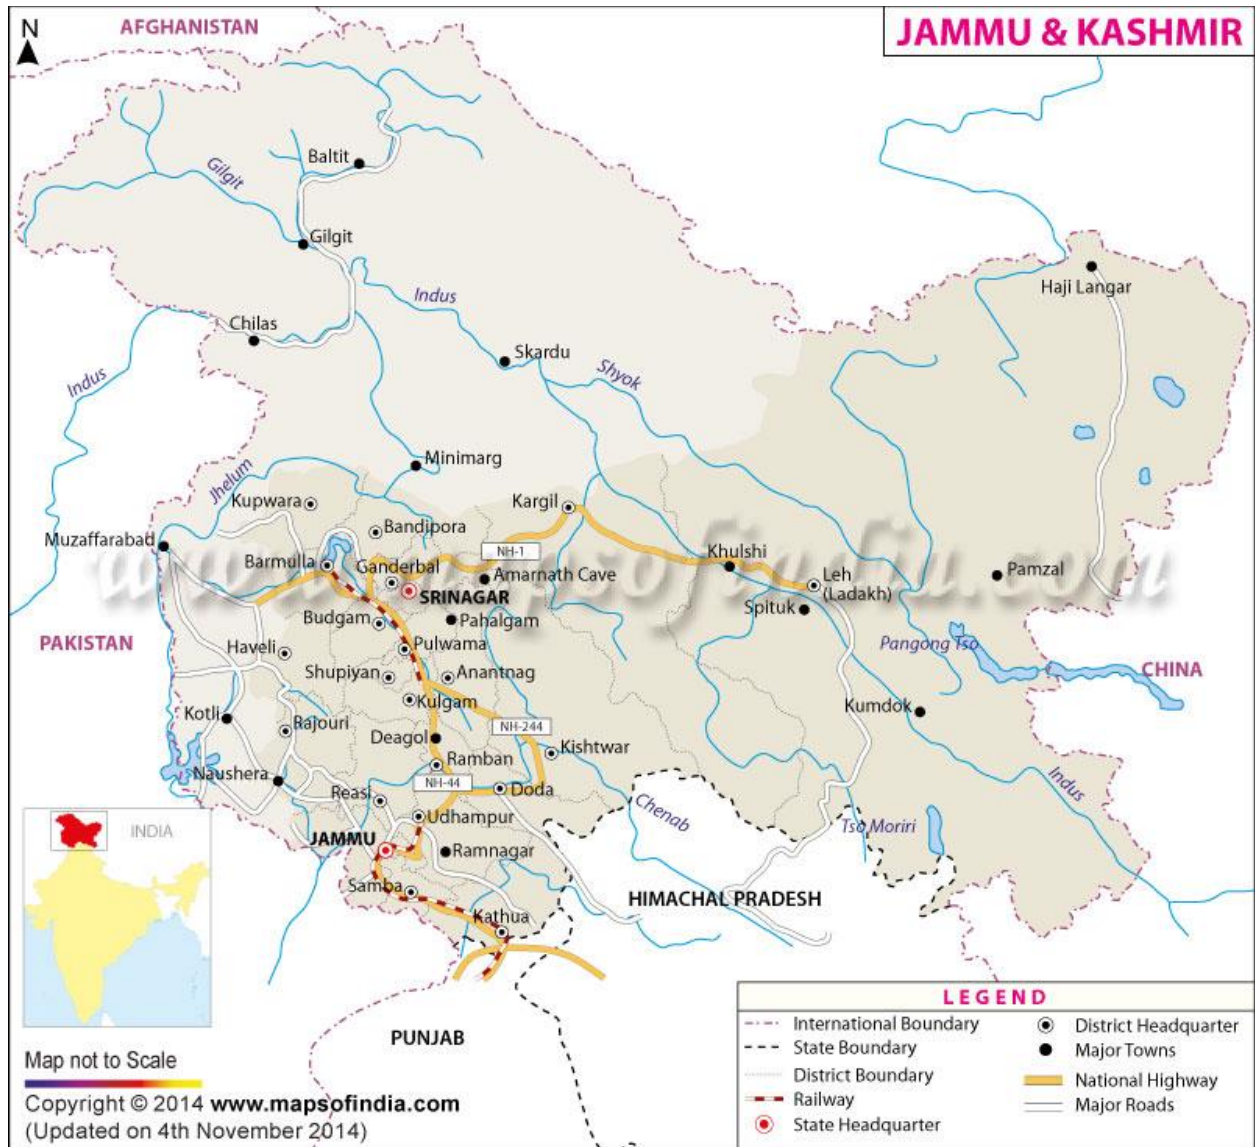 N
AFGHANISTAN
JAMMU & KASHMIR
Baltit
Gilgit
Gilgit
Haji Langar
Indus
Chilas
Skardu
Shyok
Indus
Minimarg
Jhelum
Kupwara
Kargil
Bandipora
Muzaffarabad
NH-1
Barmulla
Ganderbal
Khulshi
Amarnath Cave
Leh
(Ladakh)
Pamzal
www.mapsofindia.com
SRINAGAR
Spituk
Budgam
Pahalgam
PAKISTAN
Haveli
Pulwama
Pangong Tso
Shupiyan
Anantnag
CHINA
Kulgam
Kotli
Rajouri
NH-244
Kumdok
Deagol
Kishtwar
Ramban
Naushera
NH-44
Indus
Reasi
Doda
Chenab
Udhampur
Tso Moriri
INDIA
JAMMU
Ramnagar
Samba
HIMACHAL PRADESH
Kathua
PUNJAB
LEGEND
International Boundary
State Boundary
District Boundary
Railway
State Headquarter
District Headquarter
Major Towns
National Highway
Major Roads
Map not to Scale
Copyright © 2014 www.mapsofindia.com
(Updated on 4th November 2014)